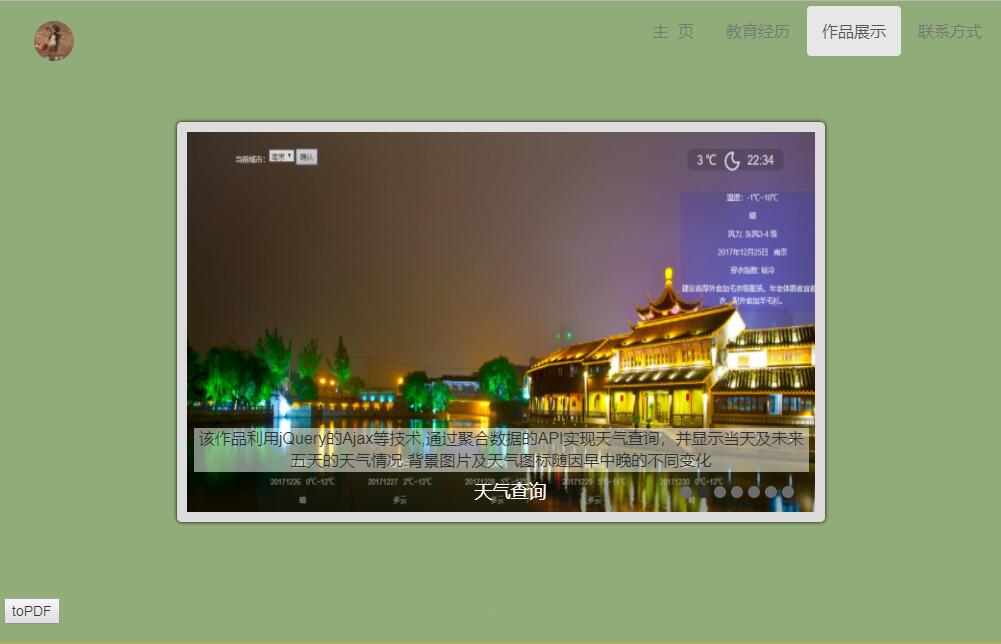 主 页
教育经历
作品展示
联系方式
当前城市：
南京
确认
3 ℃ 22:34
温度：-1℃~10℃
晴
风力: 东风3-4 级
2017年12月25日 南京
穿衣指数: 较冷
建议着厚外套加毛衣等服装。年老体弱者宜着
衣、配外套加羊毛衫。
该作品利用jQuery的Ajax等技术,通过聚合数据的API实现天气查询，并显示当天及未来
五天的天气情况.背景图片及天气图标随因早中晚的不同变化
20171226 0℃~12℃
20171227 2℃~13℃
20171229
20171230 0℃~12℃
天气查询
晴
多云
多云
多云
晴
toPDF